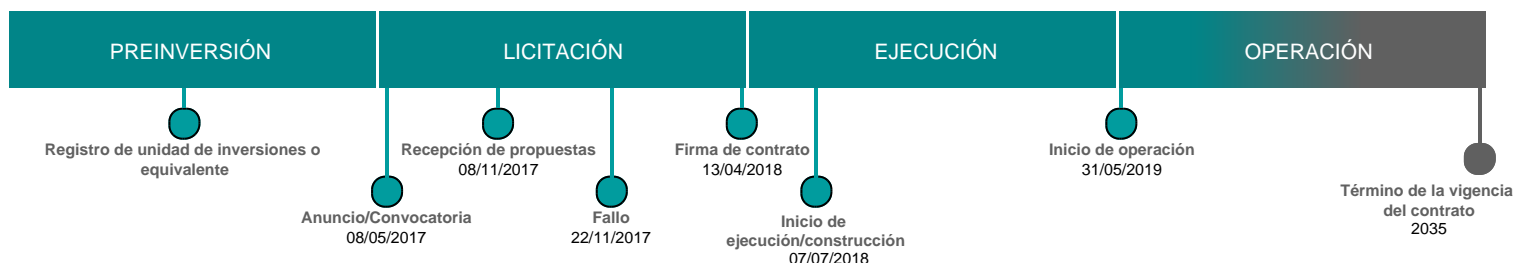 PREINVERSIÓN
LICITACIÓN
EJECUCIÓN
OPERACIÓN
Registro de unidad de inversiones o
equivalente
Anuncio/Convocatoria
08/05/2017
Recepción de propuestas
08/11/2017
Fallo
22/11/2017
Firma de contrato
13/04/2018
Inicio de
ejecución/construcción
07/07/2018
Inicio de operación
31/05/2019
Término de la vigencia
del contrato
2035